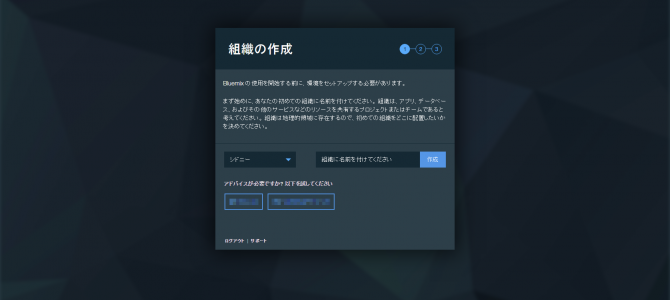 組織の作成
1 2 3
Bluemix の使用を開始する前に、環境をセットアップする必要があります。
まず始めに、あなたの初めての組織に名前を付けてください。組織は、アプリ、データベー
ス、およびその他のサービスなどのリソースを共有するプロジェクトまたはチームであると
考えてください。組織は地理的領域に存在するので、初めての組織をどこに配置したいか
を決めてください。
シドニー
組織に名前を付けてください
作成
アドバイスが必要ですか? 以下を試してください
ログアウト | サポート